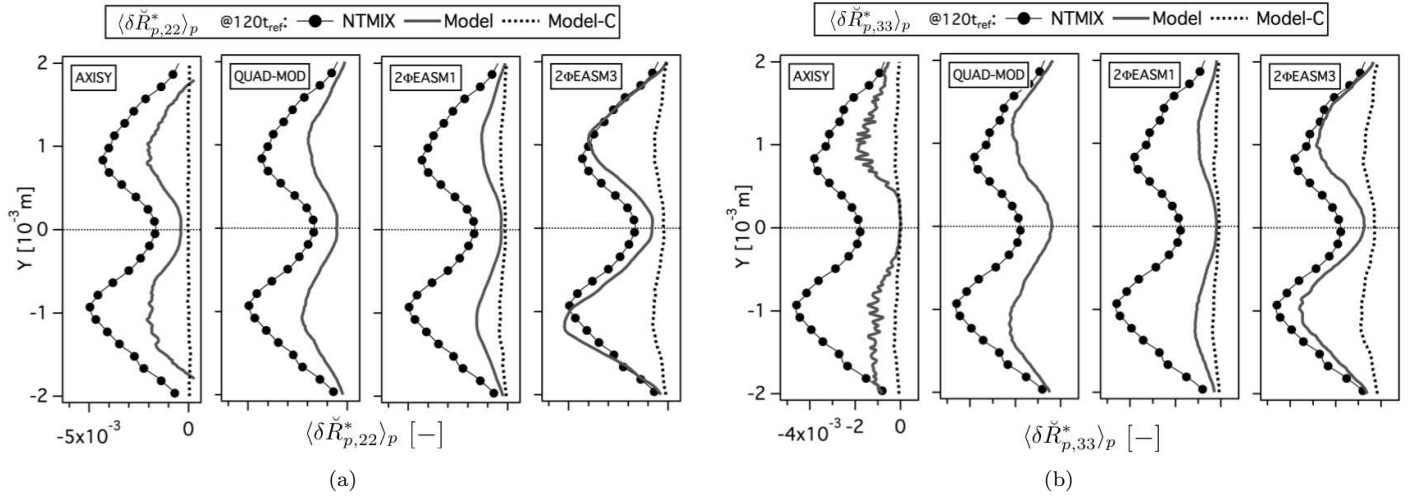 ⟨δR̆*p,22⟩p @120tref: NTMIX Model Model-C
AXISY QUAD-MOD 2ΦEASM1 2ΦEASM3
2
1
0
-1
-2
Y [10⁻³m]
-5x10⁻³ 0
⟨δR̆*p,22⟩p [−]
(a)
⟨δR̆*p,33⟩p @120tref: NTMIX Model Model-C
AXISY QUAD-MOD 2ΦEASM1 2ΦEASM3
2
1
0
-1
-2
Y [10⁻³m]
-4x10⁻³ -2 0
⟨δR̆*p,33⟩p [−]
(b)